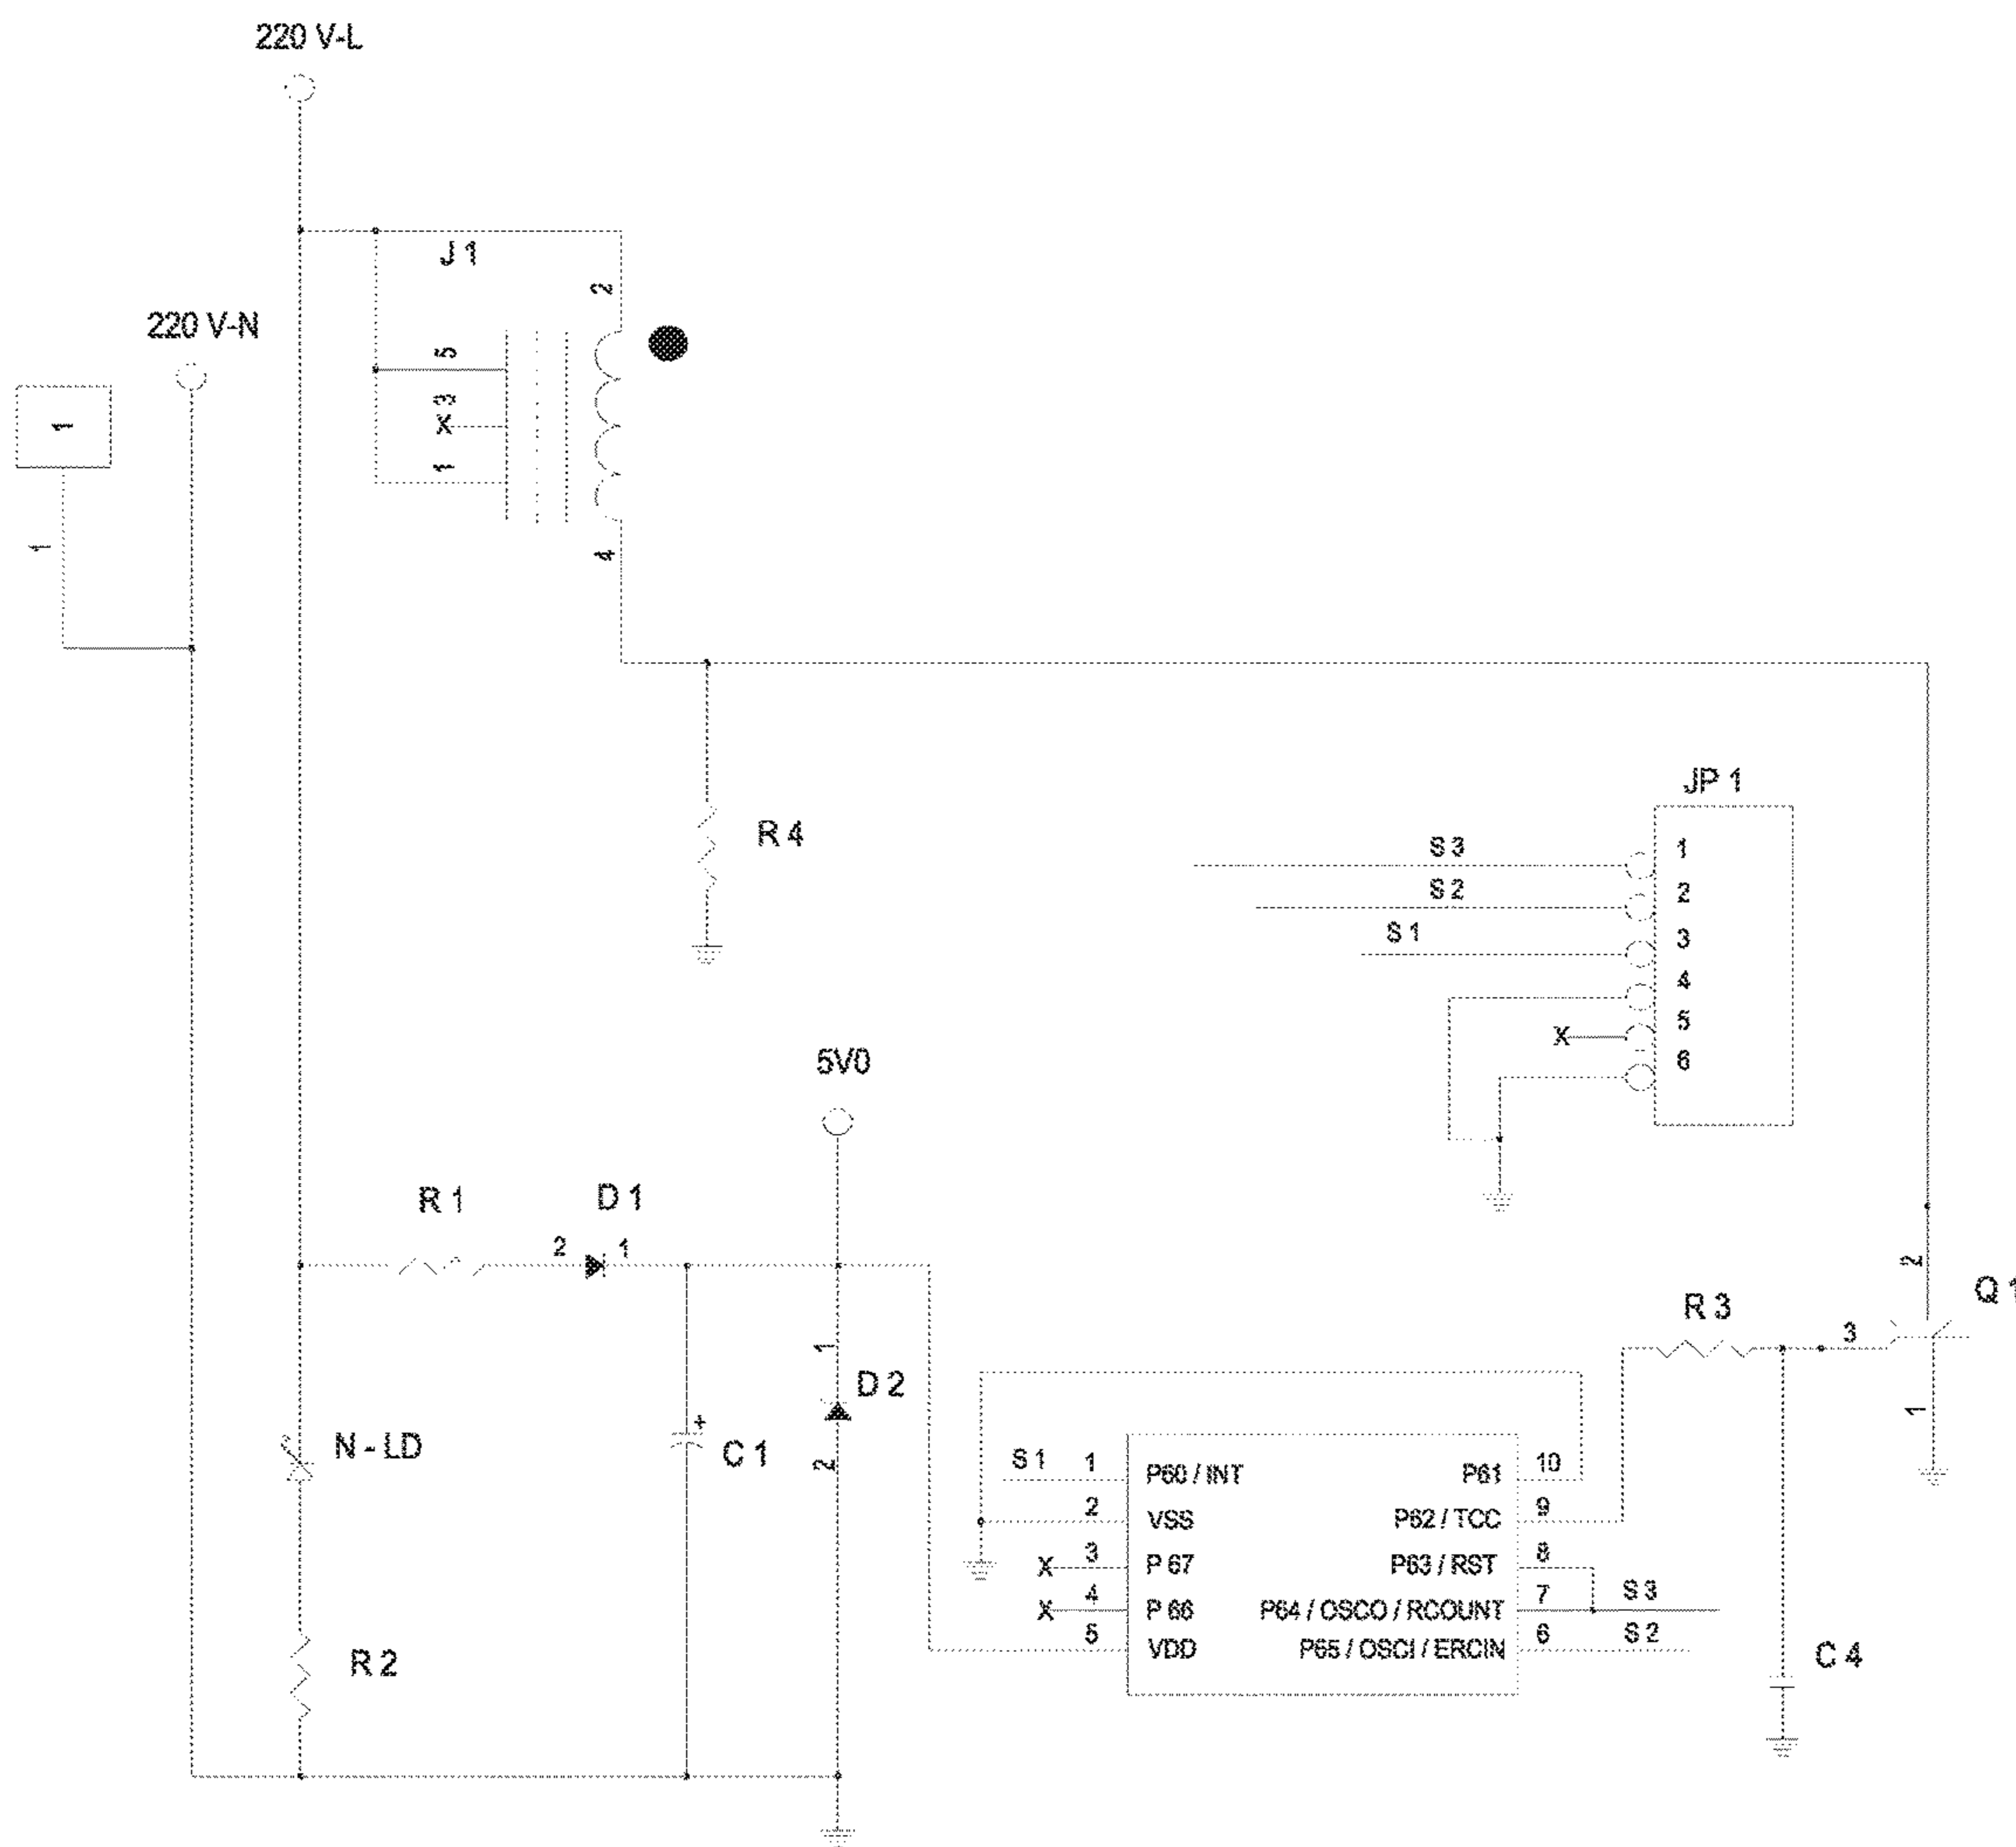 220 V-L
J 1
2
220 V-N
5
3
X
1
1
4
1
R 4
JP 1
S 3 1
S 2 2
S 1 3
4
X 5
6
5V0
R 1
D 1
2 1
2
Q 1
R 3
3
1
1
D 2
N - LD
+
C 1
2
S 1 1 P60 / INT P61 10
2 VSS P62 / TCC 9
X 3 P 67 P63 / RST 8
X 4 P 66 P64 / OSCO / RCOUNT 7 S 3
5 VDD P65 / OSCI / ERCIN 6 S 2
R 2
C 4